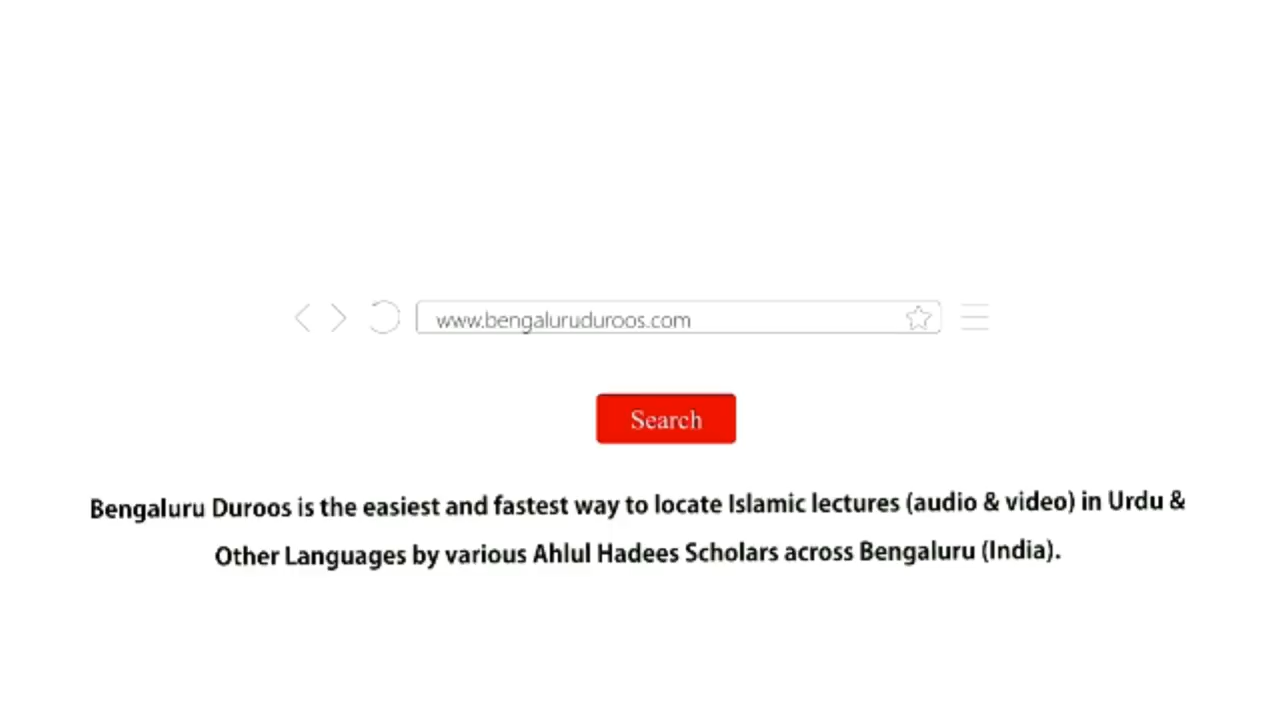 www.bengaluruduroos.com
Search
Bengaluru Duroos is the easiest and fastest way to locate Islamic lectures (audio & video) in Urdu &
Other Languages by various Ahlul Hadees Scholars across Bengaluru (India).